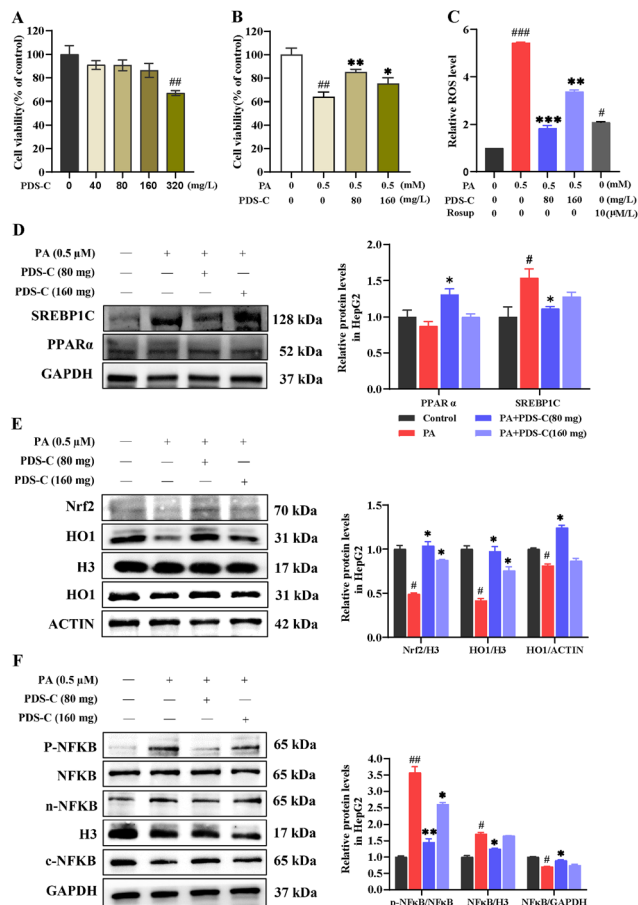 A
Cell viability(% of control)
120
100
80
60
40
20
0
##
PDS-C 0 40 80 160 320 (mg/L)
B
Cell viability(% of control)
120
100
80
60
40
20
0
##
**
*
PA 0 0.5 0.5 0.5 (mM)
PDS-C 0 0 80 160 (mg/L)
C
Relative ROS level
6
4
2
0
###
***
**
#
PA 0 0.5 0.5 0.5 0 (mM)
PDS-C 0 0 80 160 0 (mg/L)
Rosup 0 0 0 0 10 (μM/L)
D
PA (0.5 μM) — + + +
PDS-C (80 mg) — — + —
PDS-C (160 mg) — — — +
SREBP1C 128 kDa
PPARα 52 kDa
GAPDH 37 kDa
Relative protein levels
in HepG2
2.0
1.5
1.0
0.5
0.0
*
#
*
PPAR α SREBP1C
Control PA+PDS-C(80 mg)
PA PA+PDS-C(160 mg)
E
PA (0.5 μM) — + + +
PDS-C (80 mg) — — + —
PDS-C (160 mg) — — — +
Nrf2 70 kDa
HO1 31 kDa
H3 17 kDa
HO1 31 kDa
ACTIN 42 kDa
Relative protein levels
in HepG2
1.5
1.0
0.5
0.0
#
*
*
#
*
*
#
*
Nrf2/H3 HO1/H3 HO1/ACTIN
F
PA (0.5 μM) — + + +
PDS-C (80 mg) — — + —
PDS-C (160 mg) — — — +
P-NFKB 65 kDa
NFKB 65 kDa
n-NFKB 65 kDa
H3 17 kDa
c-NFKB 65 kDa
GAPDH 37 kDa
Relative protein levels
in HepG2
4.0
3.5
3.0
2.5
2.0
1.5
1.0
0.5
0.0
##
**
*
#
*
#
*
p-NFκB/NFκB NFκB/H3 NFκB/GAPDH